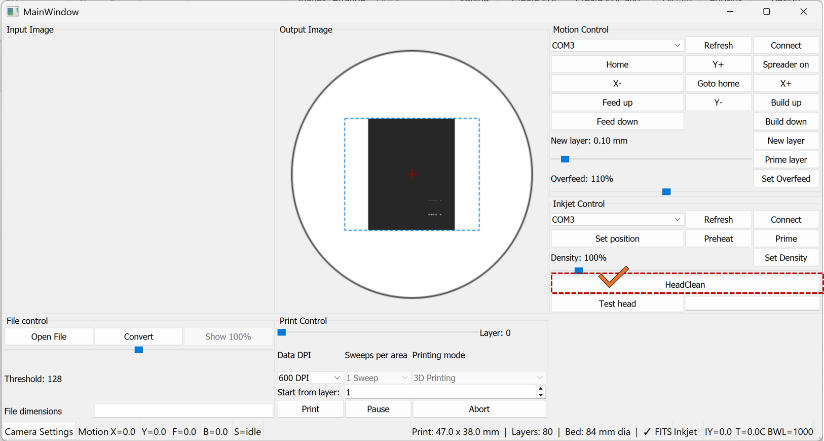 MainWindow
Input Image
Output Image
Motion Control
COM3
Refresh
Connect
Home
Y+
Spreader on
X-
Goto home
X+
Feed up
Y-
Build up
Feed down
Build down
New layer: 0.10 mm
New layer
Prime layer
Overfeed: 110%
Set Overfeed
Inkjet Control
COM3
Refresh
Connect
Set position
Preheat
Prime
Density: 100%
Set Density
HeadClean
Test head
File control
Open File
Convert
Show 100%
Threshold: 128
File dimensions
Print Control
Layer: 0
Data DPI
Sweeps per area
Printing mode
600 DPI
1 Sweep
3D Printing
Start from layer:
1
Print
Pause
Abort
Camera Settings
Motion X=0.0 Y=0.0 F=0.0 B=0.0 S=idle
Print: 47.0 x 38.0 mm | Layers: 80 | Bed: 84 mm dia | ✓ FITS Inkjet IY=0.0 T=0.0C BWL=1000